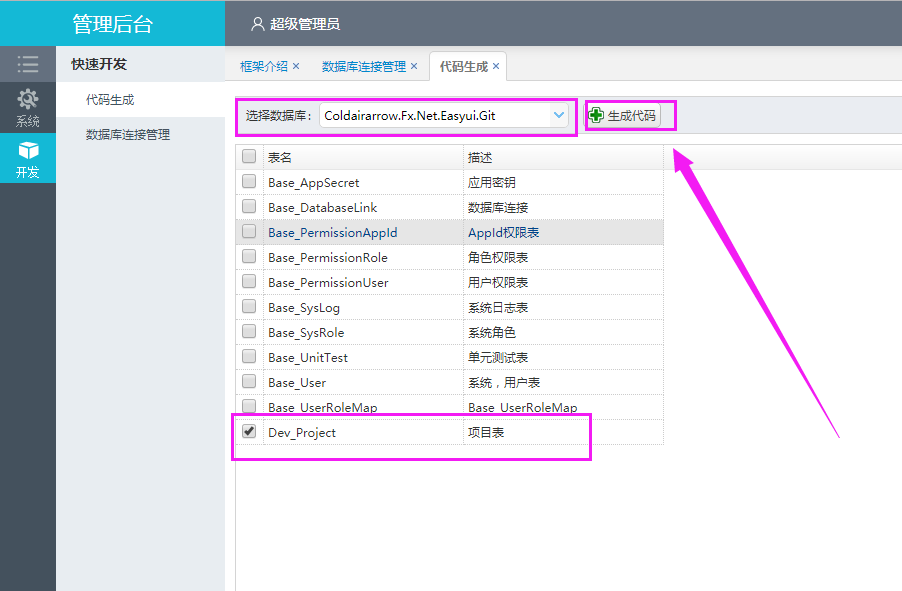 管理后台
超级管理员
系统
开发
快速开发
代码生成
数据库连接管理
框架介绍 × 数据库连接管理 × 代码生成 ×
选择数据库： Coldairarrow.Fx.Net.Easyui.Git 生成代码
表名 描述
Base_AppSecret 应用密钥
Base_DatabaseLink 数据库连接
Base_PermissionAppId AppId权限表
Base_PermissionRole 角色权限表
Base_PermissionUser 用户权限表
Base_SysLog 系统日志表
Base_SysRole 系统角色
Base_UnitTest 单元测试表
Base_User 系统，用户表
Base_UserRoleMap Base_UserRoleMap
Dev_Project 项目表